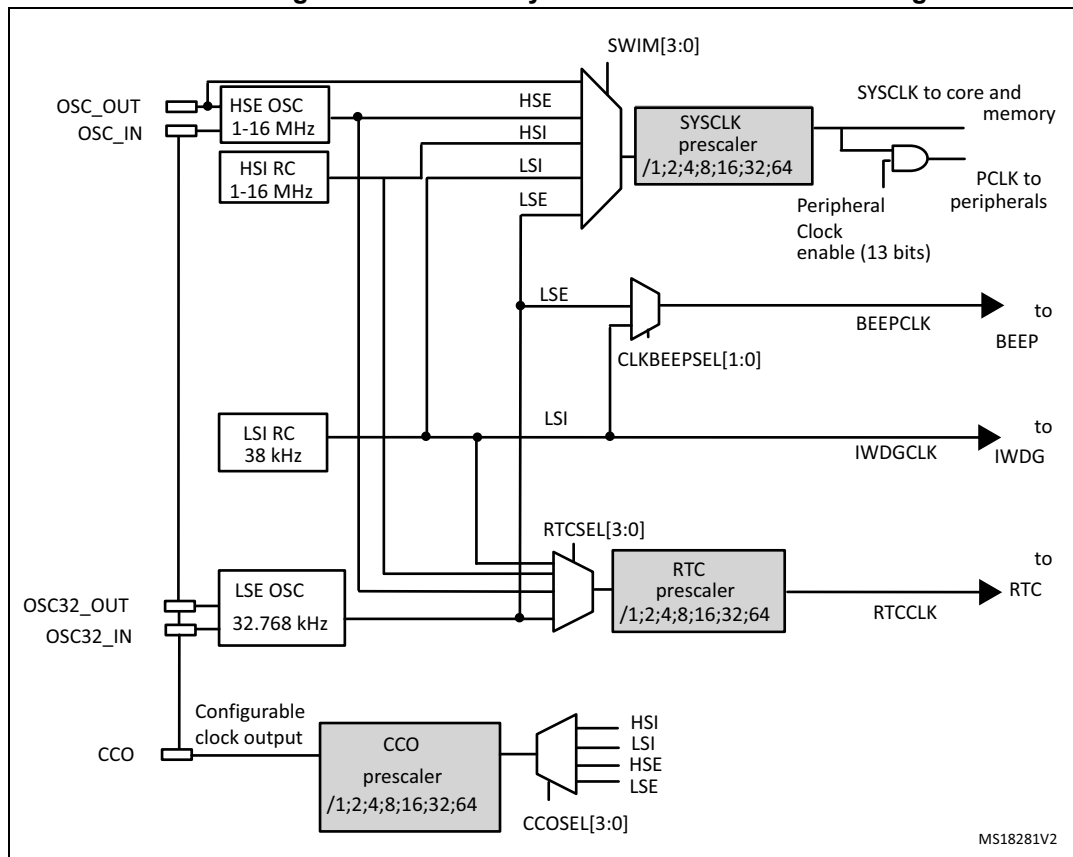 SWIM[3:0]
OSC_OUT
OSC_IN
HSE OSC
1-16 MHz
HSI RC
1-16 MHz
HSE
HSI
LSI
LSE
SYSCLK
prescaler
/1;2;4;8;16;32;64
SYSCLK to core and
memory
PCLK to
peripherals
Peripheral
Clock
enable (13 bits)
LSE
BEEPCLK
to
BEEP
CLKBEEPSEL[1:0]
LSI RC
38 kHz
LSI
IWDGCLK
to
IWDG
RTCSEL[3:0]
OSC32_OUT
OSC32_IN
LSE OSC
32.768 kHz
RTC
prescaler
/1;2;4;8;16;32;64
RTCCLK
to
RTC
Configurable
clock output
CCO
CCO
prescaler
/1;2;4;8;16;32;64
HSI
LSI
HSE
LSE
CCOSEL[3:0]
MS18281V2